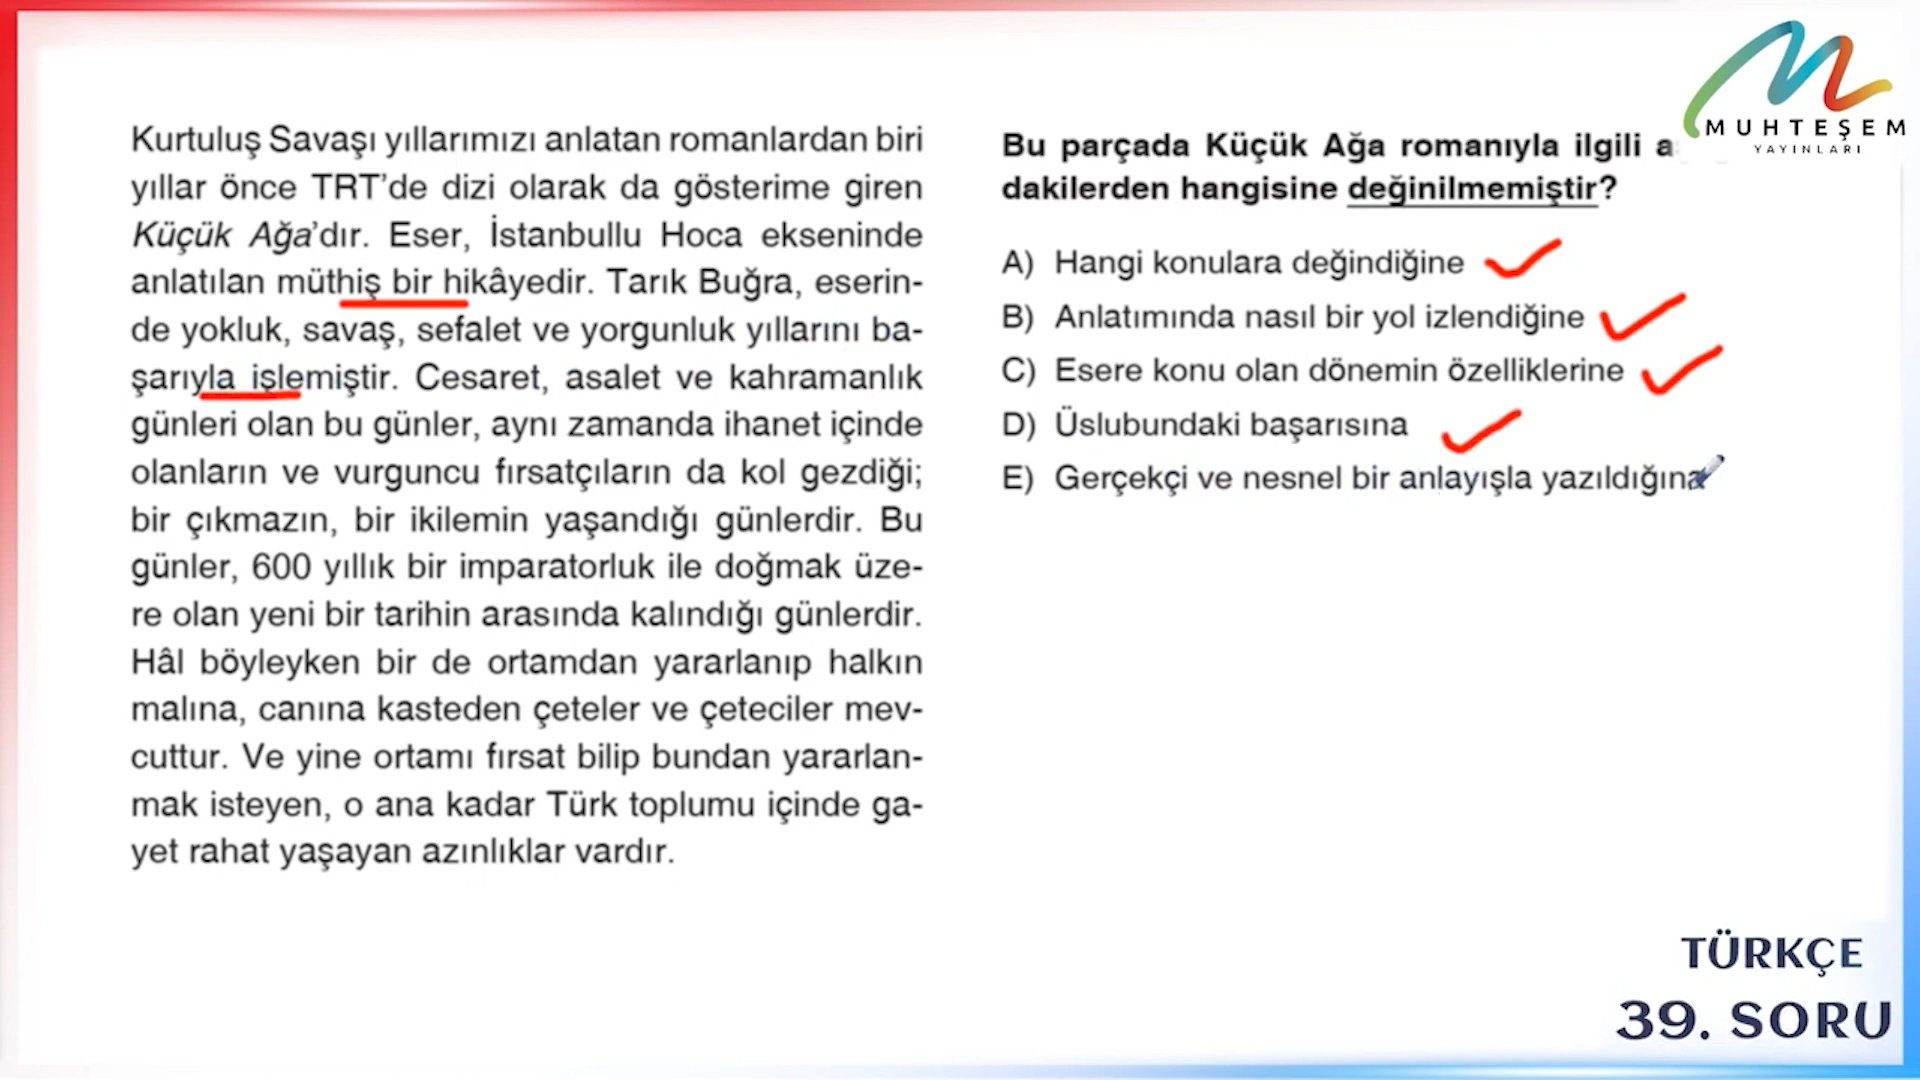 MUHTEŞEM
YAYINLARI
Kurtuluş Savaşı yıllarımızı anlatan romanlardan biri
yıllar önce TRT’de dizi olarak da gösterime giren
Küçük Ağa’dır. Eser, İstanbullu Hoca ekseninde
anlatılan müthiş bir hikâyedir. Tarık Buğra, eserin-
de yokluk, savaş, sefalet ve yorgunluk yıllarını ba-
şarıyla işlemiştir. Cesaret, asalet ve kahramanlık
günleri olan bu günler, aynı zamanda ihanet içinde
olanların ve vurguncu fırsatçıların da kol gezdiği;
bir çıkmazın, bir ikilemin yaşandığı günlerdir. Bu
günler, 600 yıllık bir imparatorluk ile doğmak üze-
re olan yeni bir tarihin arasında kalındığı günlerdir.
Hâl böyleyken bir de ortamdan yararlanıp halkın
malına, canına kasteden çeteler ve çeteciler mev-
cuttur. Ve yine ortamı fırsat bilip bundan yararlan-
mak isteyen, o ana kadar Türk toplumu içinde ga-
yet rahat yaşayan azınlıklar vardır.
Bu parçada Küçük Ağa romanıyla ilgili a
dakilerden hangisine değinilmemiştir?
A) Hangi konulara değindiğine
B) Anlatımında nasıl bir yol izlendiğine
C) Esere konu olan dönemin özelliklerine
D) Üslubundaki başarısına
E) Gerçekçi ve nesnel bir anlayışla yazıldığına
TÜRKÇE
39. SORU